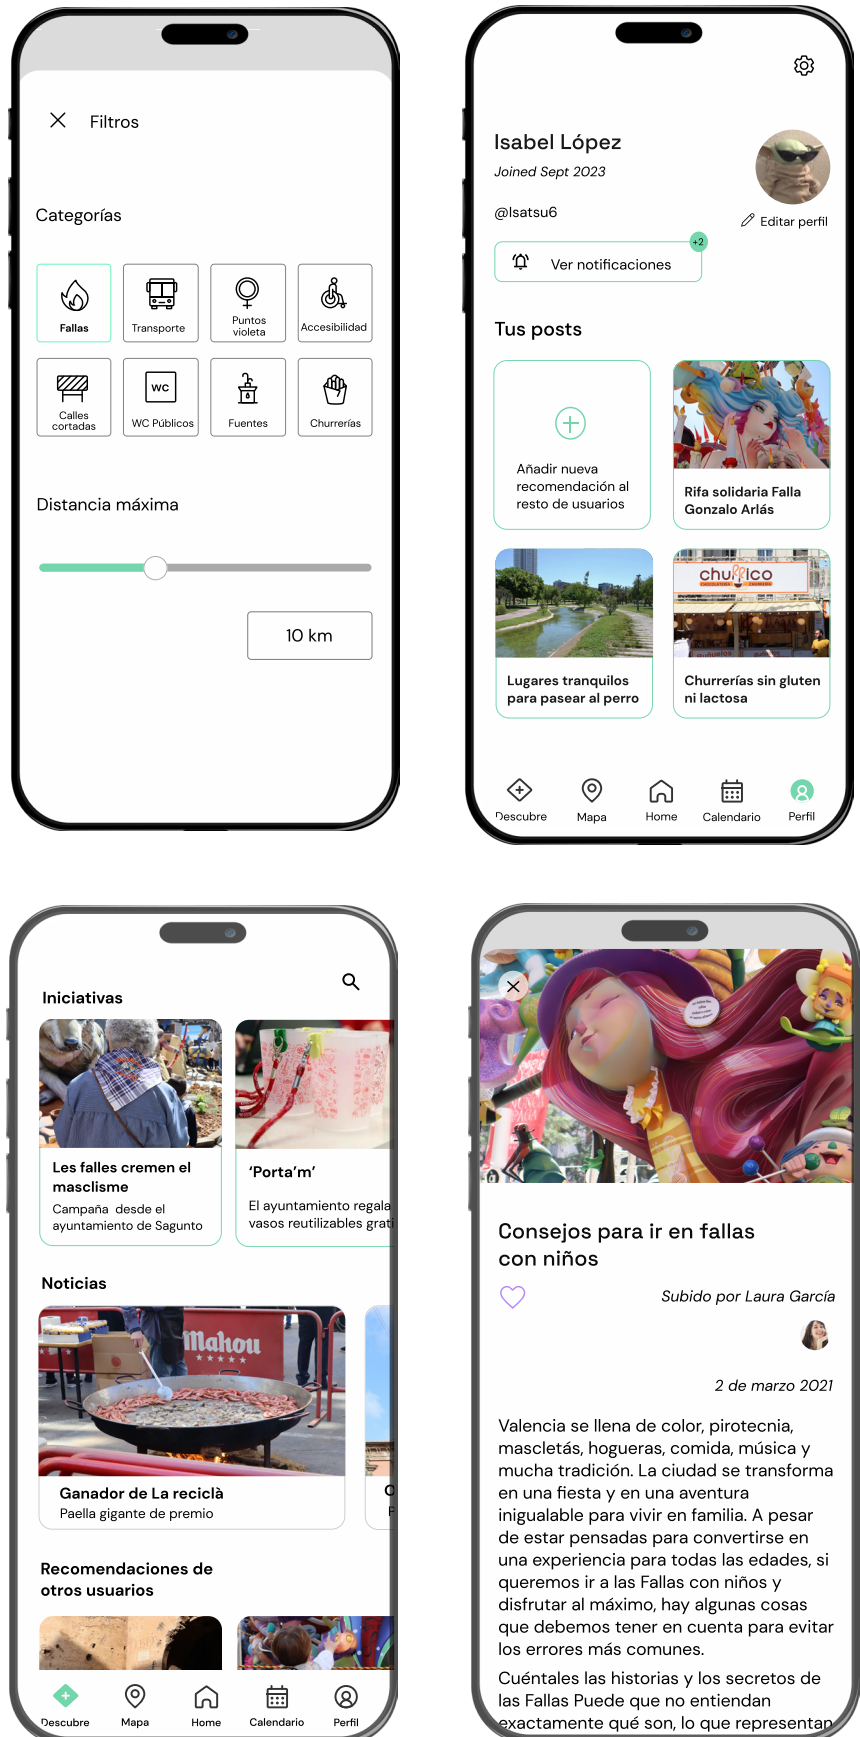 Filtros
Categorías
Fallas
Transporte
Puntos
violeta
Accesibilidad
Calles
cortadas
WC
WC Públicos
Fuentes
Churrerías
Distancia máxima
10 km
Isabel López
Joined Sept 2023
@Isatsu6
Editar perfil
+2
Ver notificaciones
Tus posts
Añadir nueva
recomendación al
resto de usuarios
Rifa solidaria Falla
Gonzalo Arlás
Lugares tranquilos
para pasear al perro
churrico
CHOCOLATERÍA CHURRERÍA
Buñuelos
Churrerías sin gluten
ni lactosa
Descubre
Mapa
Home
Calendario
Perfil
Iniciativas
Les falles cremen el
masclisme
Campaña desde el
ayuntamiento de Sagunto
‘Porta’m’
El ayuntamiento regala
vasos reutilizables grati
Noticias
Mahou
Ganador de La reciclà
Paella gigante de premio
Recomendaciones de
otros usuarios
Descubre
Mapa
Home
Calendario
Perfil
Consejos para ir en fallas
con niños
Subido por Laura García
2 de marzo 2021
Valencia se llena de color, pirotecnia,
mascletás, hogueras, comida, música y
mucha tradición. La ciudad se transforma
en una fiesta y en una aventura
inigualable para vivir en familia. A pesar
de estar pensadas para convertirse en
una experiencia para todas las edades, si
queremos ir a las Fallas con niños y
disfrutar al máximo, hay algunas cosas
que debemos tener en cuenta para evitar
los errores más comunes.
Cuéntales las historias y los secretos de
las Fallas Puede que no entiendan
exactamente qué son, lo que representan